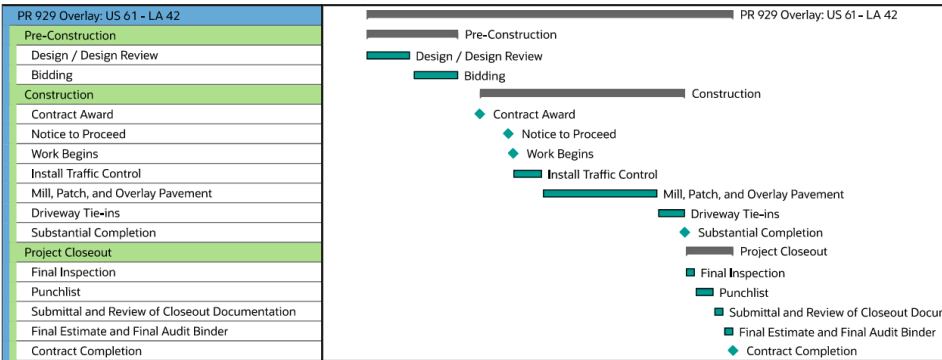 PR 929 Overlay: US 61 - LA 42 PR 929 Overlay: US 61 - LA 42
Pre-Construction Pre-Construction
Design / Design Review Design / Design Review
Bidding Bidding
Construction Construction
Contract Award Contract Award
Notice to Proceed Notice to Proceed
Work Begins Work Begins
Install Traffic Control Install Traffic Control
Mill, Patch, and Overlay Pavement Mill, Patch, and Overlay Pavement
Driveway Tie-ins Driveway Tie-ins
Substantial Completion Substantial Completion
Project Closeout Project Closeout
Final Inspection Final Inspection
Punchlist Punchlist
Submittal and Review of Closeout Documentation Submittal and Review of Closeout Docu
Final Estimate and Final Audit Binder Final Estimate and Final Audit Binder
Contract Completion Contract Completion